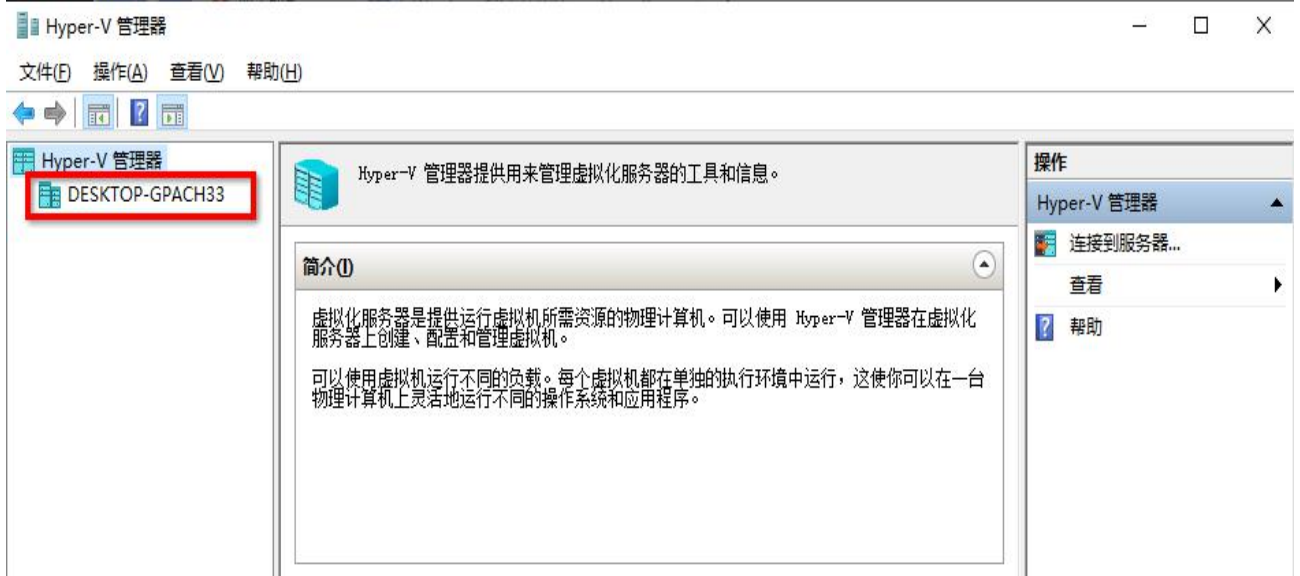 Hyper-V 管理器
文件(F) 操作(A) 查看(V) 帮助(H)
Hyper-V 管理器
DESKTOP-GPACH33
Hyper-V 管理器提供用来管理虚拟化服务器的工具和信息。
简介(I)
虚拟化服务器是提供运行虚拟机所需资源的物理计算机。可以使用 Hyper-V 管理器在虚拟化
服务器上创建、配置和管理虚拟机。
可以使用虚拟机运行不同的负载。每个虚拟机都在单独的执行环境中运行，这使你可以在一台
物理计算机上灵活地运行不同的操作系统和应用程序。
操作
Hyper-V 管理器
连接到服务器...
查看
帮助